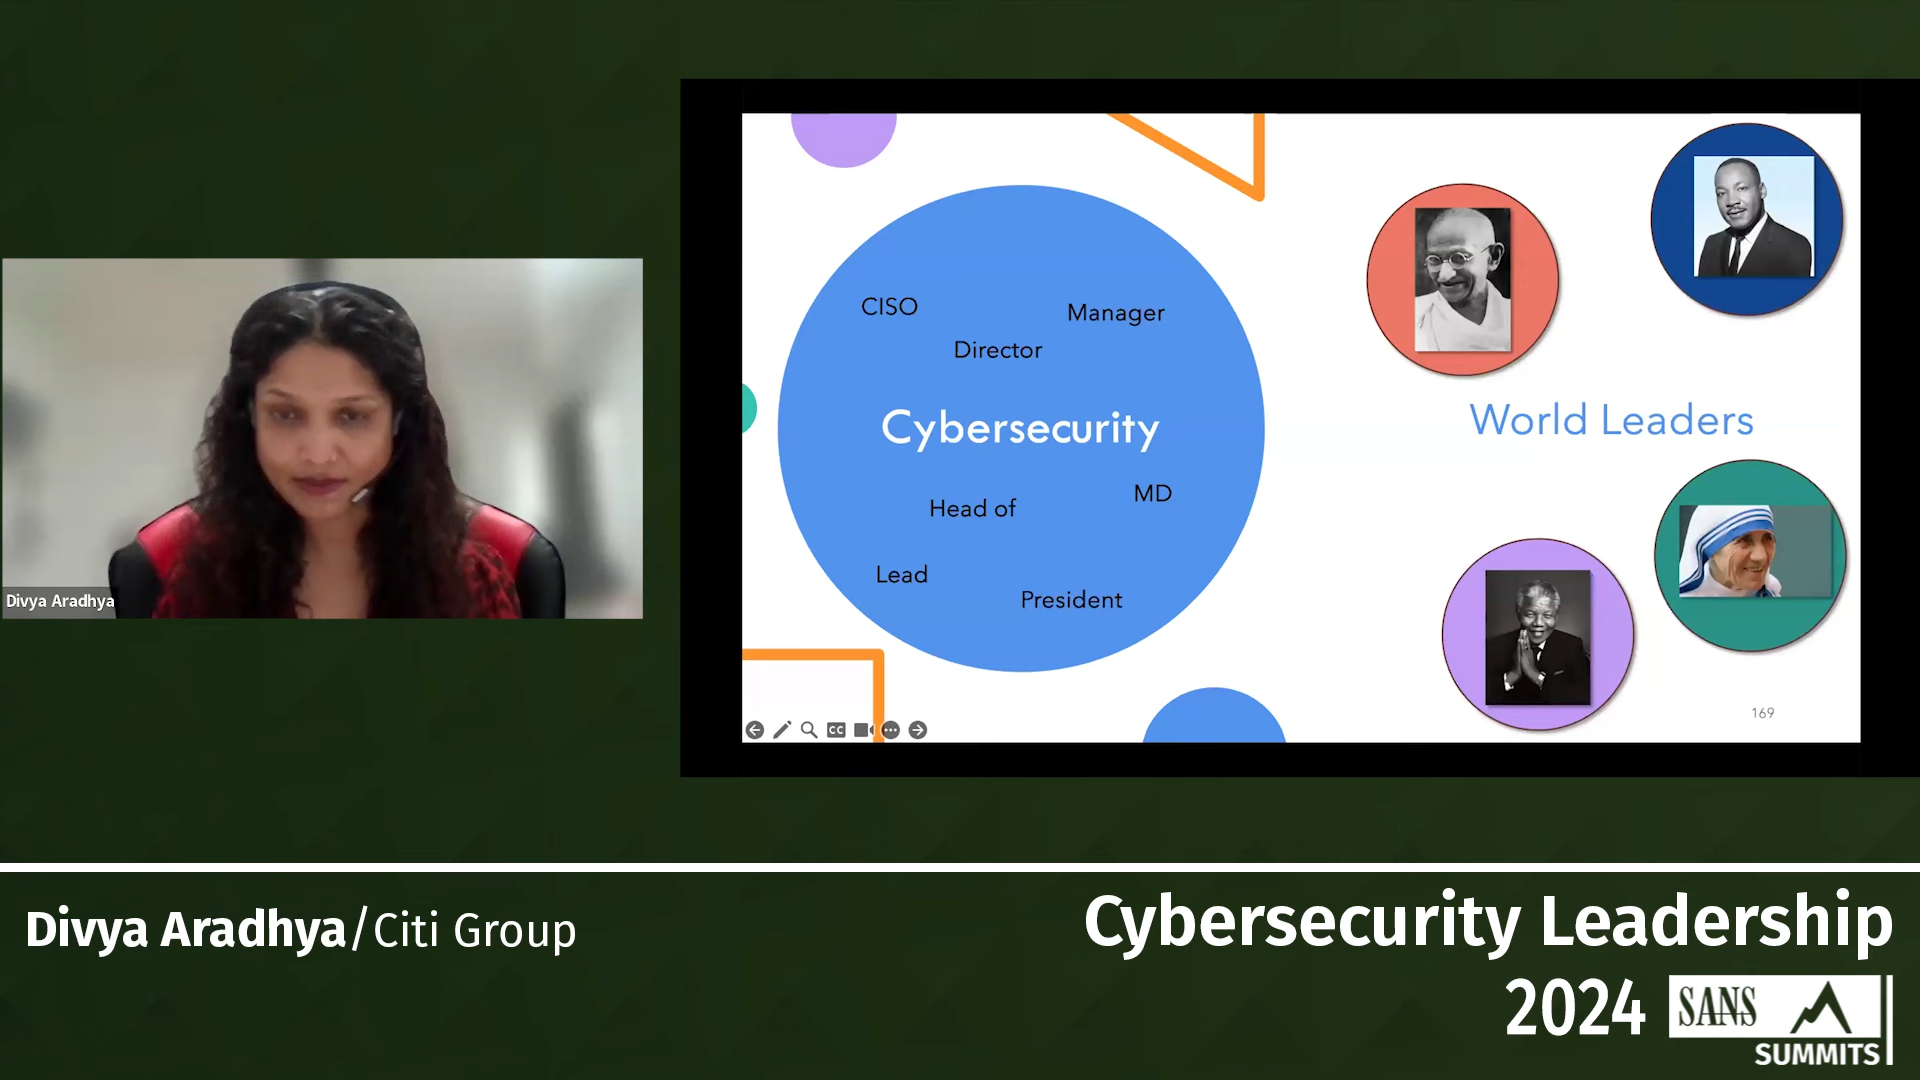 CISO
Manager
Director
Cybersecurity
Head of
MD
Lead
President
World Leaders
169
CC
Divya Aradhya
Divya Aradhya/Citi Group
Cybersecurity Leadership
2024
SANS
SUMMITS